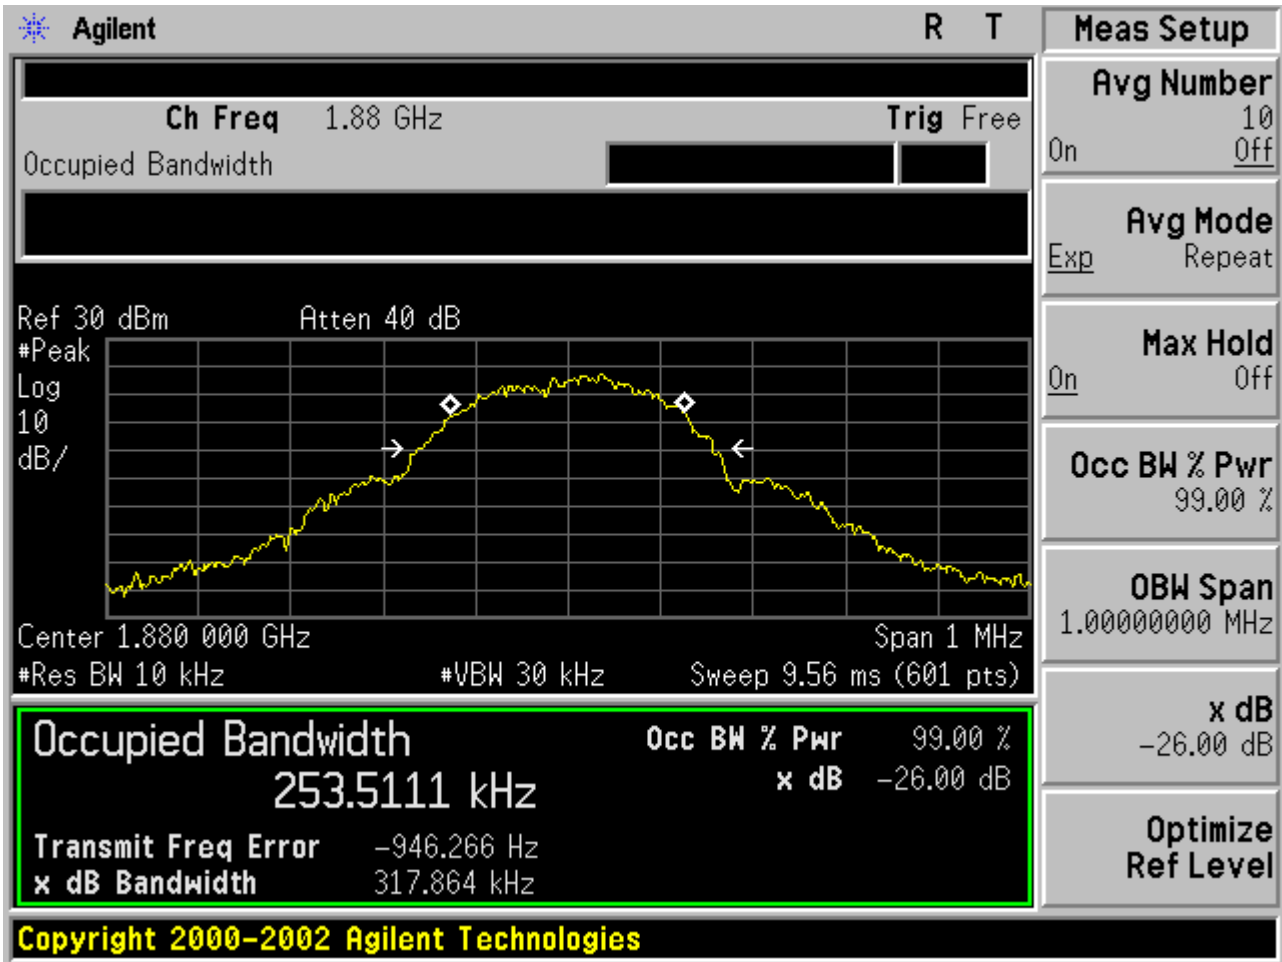 Agilent R T
Ch Freq 1.88 GHz Trig Free
Occupied Bandwidth
Ref 30 dBm Atten 40 dB
#Peak
Log
10
dB/
Center 1.880 000 GHz Span 1 MHz
#Res BW 10 kHz #VBW 30 kHz Sweep 9.56 ms (601 pts)
Occupied Bandwidth
253.5111 kHz
Occ BW % Pwr 99.00 %
x dB -26.00 dB
Transmit Freq Error -946.266 Hz
x dB Bandwidth 317.864 kHz
Copyright 2000-2002 Agilent Technologies
Meas Setup
Avg Number
10
On Off
Avg Mode
Exp Repeat
Max Hold
On Off
Occ BW % Pwr
99.00 %
OBW Span
1.00000000 MHz
x dB
-26.00 dB
Optimize
Ref Level